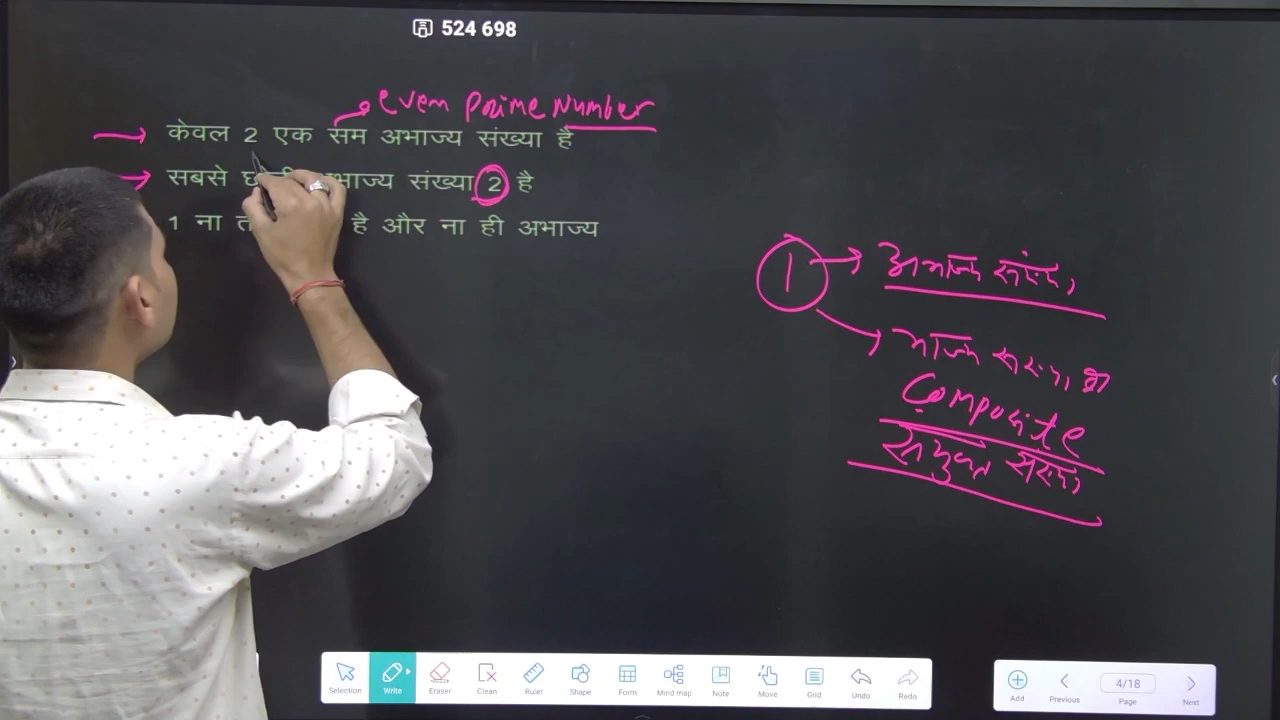 524 698
even Prime Number
केवल 2 एक सम अभाज्य संख्या है
सबसे अभाज्य संख्या 2 है
1 ना है और ना ही अभाज्य
1 अभाज्य संख्या
भाज्य संख्या
Composite
संयुक्त संख्या
Selection Write Eraser Clean Ruler Shape Form Mind map Note Move Grid Undo Redo
Add Previous 4/18 Page Next